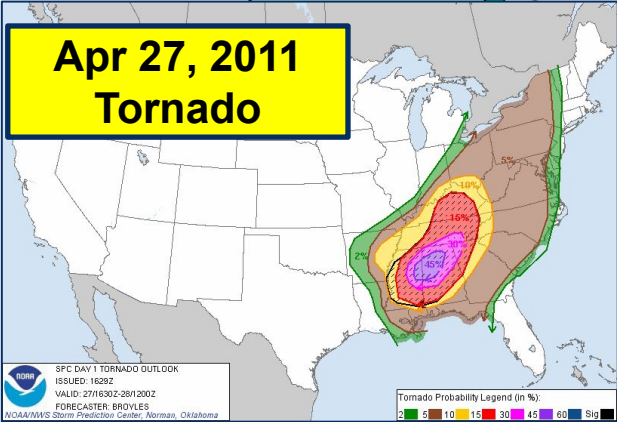 Apr 27, 2011
Tornado
5%
10%
15%
30%
2%
45%
NOAA
SPC DAY 1 TORNADO OUTLOOK
ISSUED: 1629Z
VALID: 27/1630Z-28/1200Z
FORECASTER: BROYLES
NOAA/NWS Storm Prediction Center, Norman, Oklahoma
Tornado Probability Legend (in %):
2 5 10 15 30 45 60 Sig